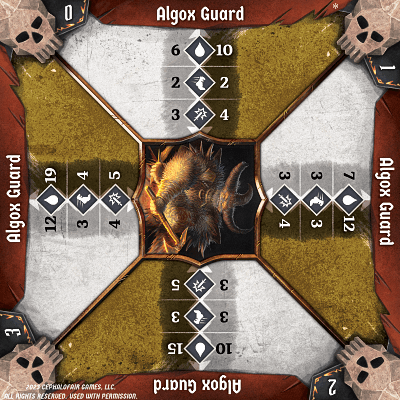 0
Algox Guard
6 10
2 2
3 4
1
Algox Guard
7 12
3 3
3 4
2
Algox Guard
10 15
3 3
3 5
3
Algox Guard
12 19
3 4
4 5
2023 CEPHALOFAIR GAMES, LLC.
ALL RIGHTS RESERVED. USED WITH PERMISSION.